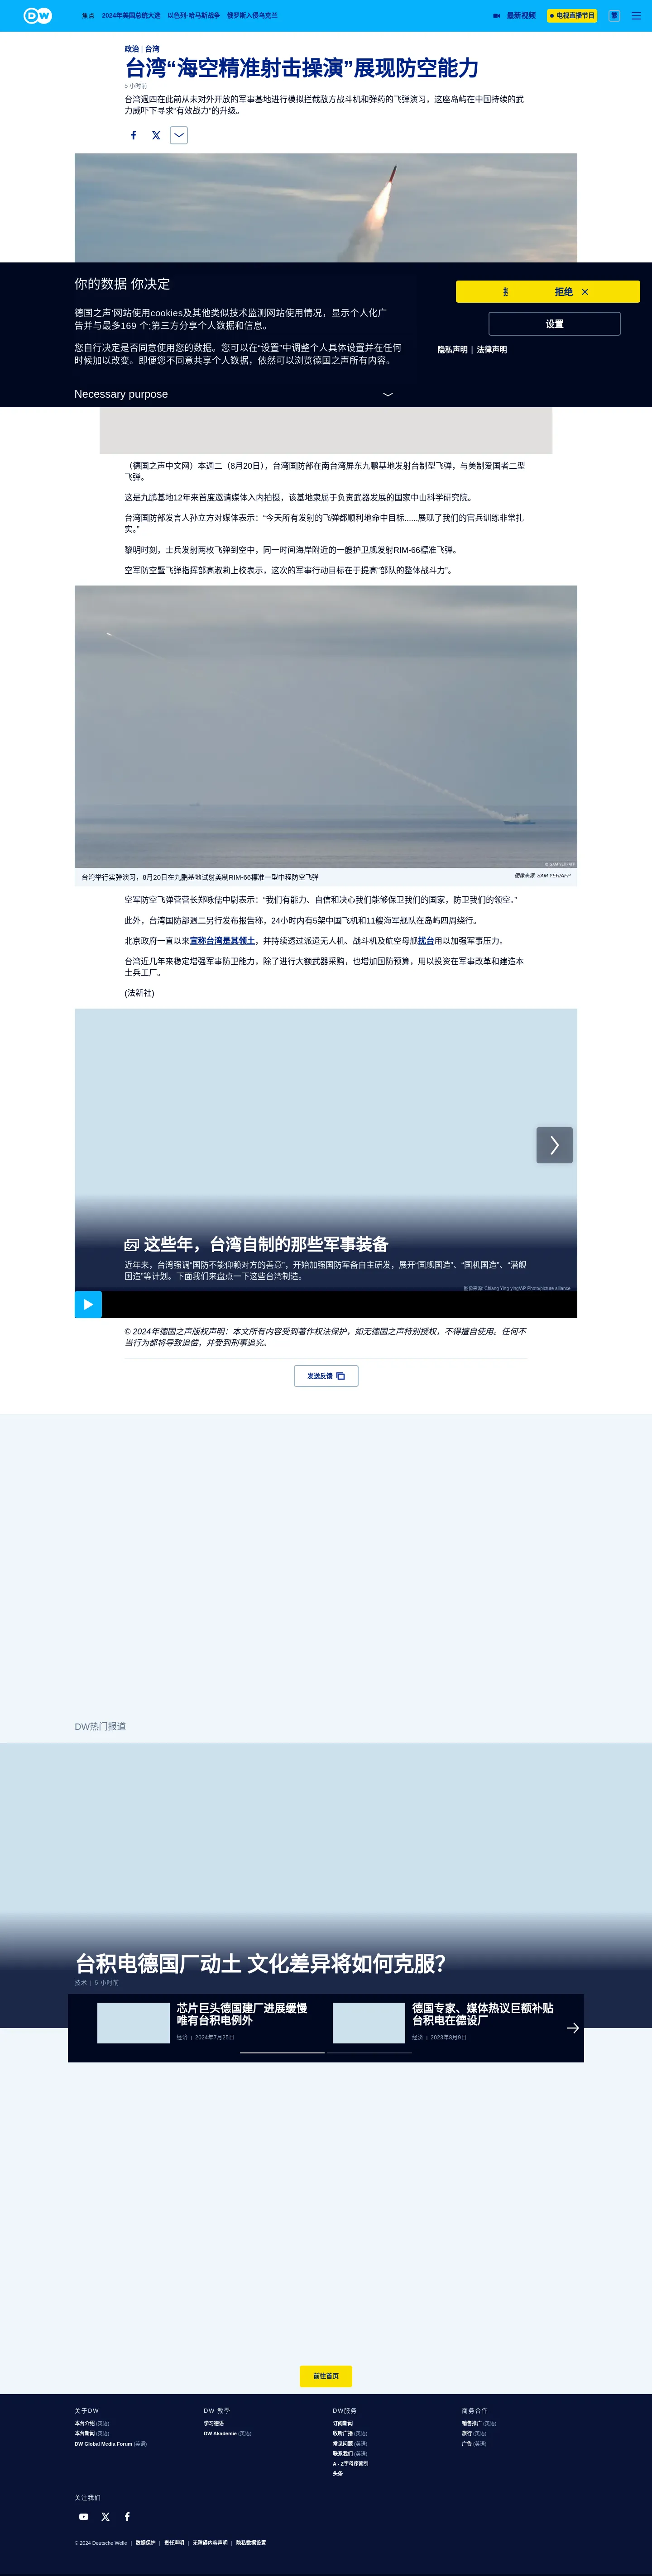 DW
焦点 2024年美国总统大选 以色列-哈马斯战争 俄罗斯入侵乌克兰 最新视频 电视直播节目 繁
政治 | 台湾
台湾“海空精准射击操演”展现防空能力
5 小时前
台湾週四在此前从未对外开放的军事基地进行模拟拦截敌方战斗机和弹药的飞弹演习，这座岛屿在中国持续的武
力威吓下寻求“有效战力”的升级。
你的数据 你决定
德国之声'网站使用cookies及其他类似技术监测网站使用情况，显示个人化广
告并与最多169 个;第三方分享个人数据和信息。
您自行决定是否同意使用您的数据。您可以在“设置”中调整个人具体设置并在任何
时候加以改变。即便您不同意共享个人数据，依然可以浏览德国之声所有内容。
Necessary purpose
拒绝
设置
隐私声明 | 法律声明
（德国之声中文网）本週二（8月20日），台湾国防部在南台湾屏东九鹏基地发射台制型飞弹，与美制爱国者二型
飞弹。
这是九鹏基地12年来首度邀请媒体入内拍摄，该基地隶属于负责武器发展的国家中山科学研究院。
台湾国防部发言人孙立方对媒体表示：“今天所有发射的飞弹都顺利地命中目标......展现了我们的官兵训练非常扎
实。”
黎明时刻，士兵发射两枚飞弹到空中，同一时间海岸附近的一艘护卫舰发射RIM-66標准飞弹。
空军防空暨飞弹指挥部高淑莉上校表示，这次的军事行动目标在于提高“部队的整体战斗力”。
© SAM YEH/AFP
台湾举行实弹演习，8月20日在九鹏基地试射美制RIM-66標准一型中程防空飞弹
图像来源: SAM YEH/AFP
空军防空飞弹营营长郑咏儒中尉表示：“我们有能力、自信和决心我们能够保卫我们的国家，防卫我们的领空。”
此外，台湾国防部週二另行发布报告称，24小时内有5架中国飞机和11艘海军舰队在岛屿四周绕行。
北京政府一直以来宣称台湾是其领土，并持续透过派遣无人机、战斗机及航空母舰扰台用以加强军事压力。
台湾近几年来稳定增强军事防卫能力，除了进行大额武器采购，也增加国防预算，用以投资在军事改革和建造本
土兵工厂。
(法新社)
这些年，台湾自制的那些军事装备
近年来，台湾强调“国防不能仰赖对方的善意”，开始加强国防军备自主研发，展开“国舰国造”、“国机国造”、“潜舰
国造”等计划。下面我们来盘点一下这些台湾制造。
图像来源: Chiang Ying-ying/AP Photo/picture alliance
© 2024年德国之声版权声明：本文所有内容受到著作权法保护，如无德国之声特别授权，不得擅自使用。任何不
当行为都将导致追偿，并受到刑事追究。
发送反馈
DW热门报道
台积电德国厂动土 文化差异将如何克服？
技术 | 5 小时前
芯片巨头德国建厂进展缓慢
唯有台积电例外
经济 | 2024年7月25日
德国专家、媒体热议巨额补贴
台积电在德设厂
经济 | 2023年8月9日
前往首页
关于DW
本台介绍 (英语)
本台新闻 (英语)
DW Global Media Forum (英语)
DW 教學
学习德语
DW Akademie (英语)
DW服务
订阅新闻
收听广播 (英语)
常见问题 (英语)
联系我们 (英语)
A - Z字母序索引
头条
商务合作
销售推广 (英语)
旅行 (英语)
广告 (英语)
关注我们
© 2024 Deutsche Welle | 数据保护 | 责任声明 | 无障碍内容声明 | 隐私数据设置